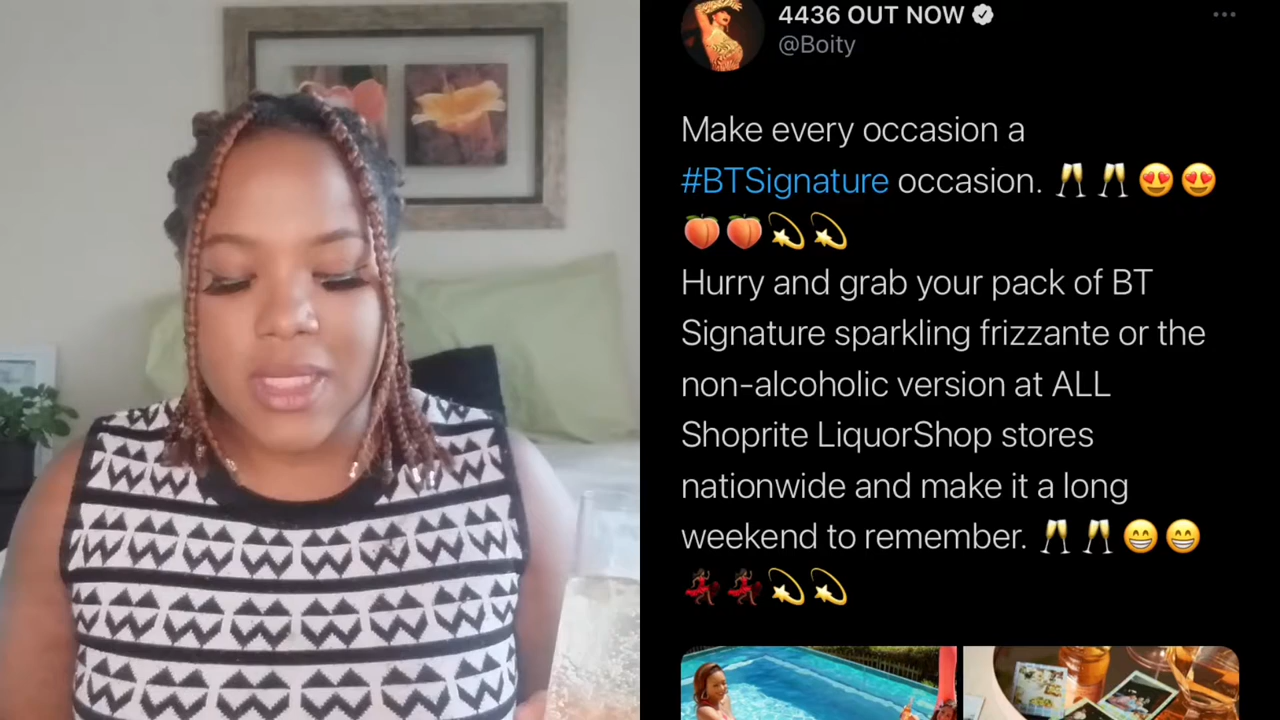 4436 OUT NOW
@Boity
Make every occasion a
#BTSignature occasion. 🥂🥂😍😍
🍑🍑💫💫
Hurry and grab your pack of BT
Signature sparkling frizzante or the
non-alcoholic version at ALL
Shoprite LiquorShop stores
nationwide and make it a long
weekend to remember. 🥂🥂😁😁
💃💃💫💫